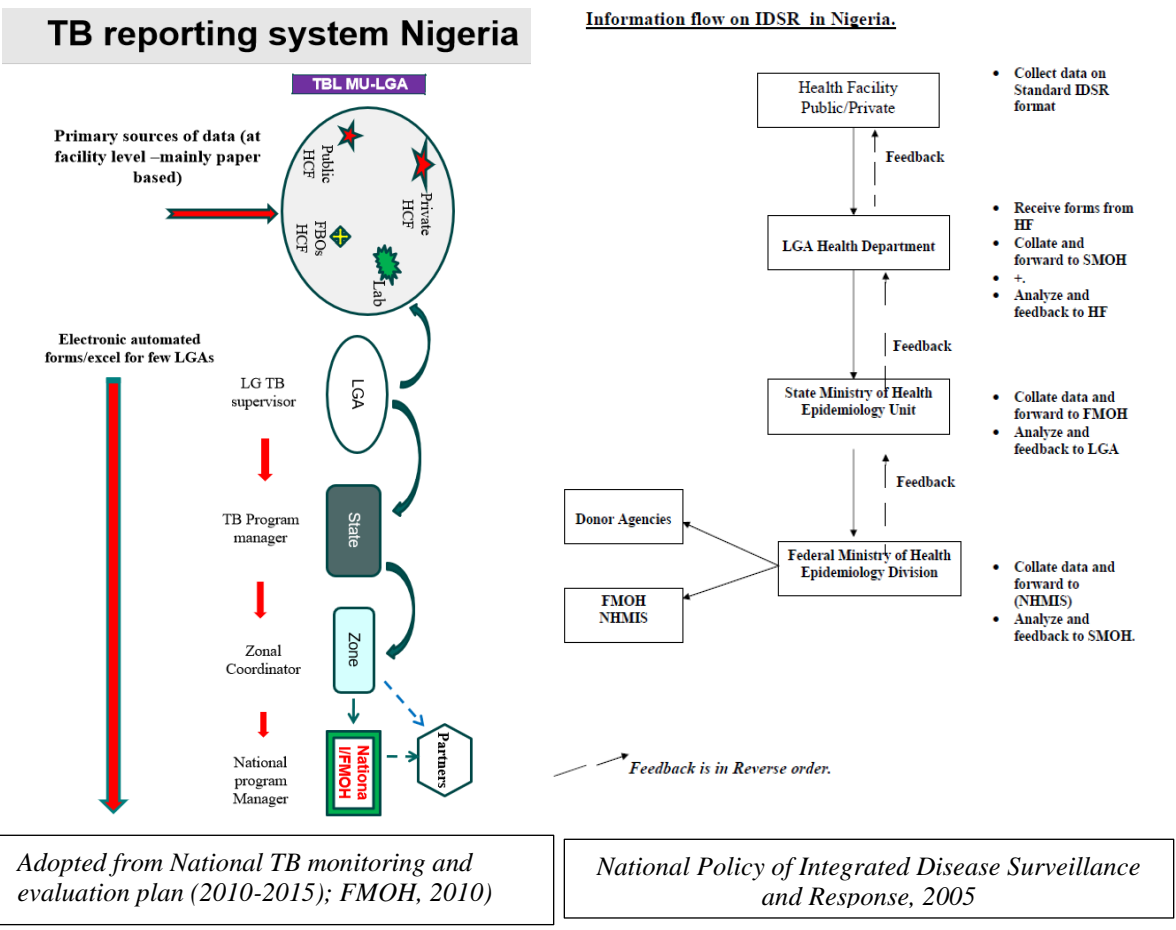 TB reporting system Nigeria
TBL MU-LGA
Primary sources of data (at
facility level –mainly paper
based)
Public
HCF
Private
HCF
FBOs
HCF
Lab
Electronic automated
forms/excel for few LGAs
LG TB
supervisor
LGA
TB Program
manager
State
Zonal
Coordinator
Zone
National
program
Manager
Nationa
l/FMOH
Partners
Adopted from National TB monitoring and
evaluation plan (2010-2015); FMOH, 2010)
Information flow on IDSR in Nigeria.
Health Facility
Public/Private
• Collect data on
Standard IDSR
format
Feedback
LGA Health Department
• Receive forms from
HF
• Collate and
forward to SMOH
• +.
• Analyze and
feedback to HF
Feedback
State Ministry of Health
Epidemiology Unit
• Collate data and
forward to FMOH
• Analyze and
feedback to LGA
Feedback
Donor Agencies
Federal Ministry of Health
Epidemiology Division
FMOH
NHMIS
• Collate data and
forward to
(NHMIS)
• Analyze and
feedback to SMOH.
Feedback is in Reverse order.
National Policy of Integrated Disease Surveillance
and Response, 2005